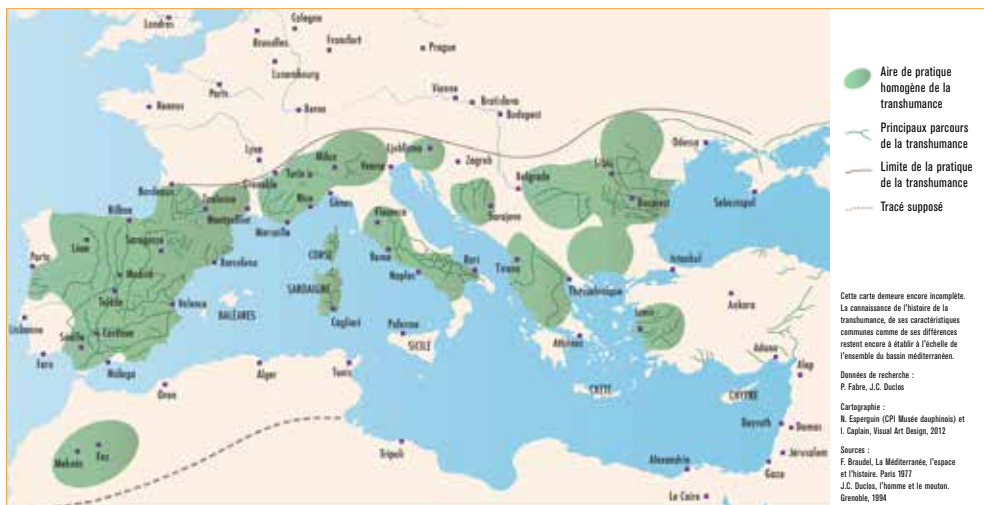 Londres
Cologne
Bruxelles
Francfort
Prague
Luxembourg
Paris
Vienne
Bratislava
Budapest
Rennes
Berne
Lyon
Milan
Ljubljana
Zagreb
Odessa
Turin
Venise
Grenoble
Belgrade
Bordeaux
Toulouse
Nice
Gênes
Bucarest
Sebastopol
Montpellier
Sarajevo
Bilbao
Marseille
Florence
León
Saragosse
CORSE
Rome
Bari
Tirana
Istanbul
Porto
Madrid
Barcelone
Naples
Thessalonique
Ankara
Tolède
Valence
BALÉARES
SARDAIGNE
Izmir
Lisbonne
Cordoue
Séville
Cagliari
Palerme
SICILE
Athènes
Adana
Faro
Málaga
Alger
Tunis
Alep
Oran
CRÈTE
CHYPRE
Beyruth
Damas
Meknès
Fez
Tripoli
Alexandrie
Jérusalem
Gaza
Le Caire
Aire de pratique
homogène de la
transhumance
Principaux parcours
de la transhumance
Limite de la pratique
de la transhumance
Tracé supposé
Cette carte demeure encore incomplète.
La connaissance de l'histoire de la
transhumance, de ses caractéristiques
communes comme de ses différences
restent encore à établir à l'échelle de
l'ensemble du bassin méditerranéen.
Données de recherche :
P. Fabre, J.C. Duclos
Cartographie :
N. Esperguin (CPI Musée dauphinois) et
I. Caplain, Visual Art Design, 2012
Sources :
F. Braudel, La Méditerranée, l'espace
et l'histoire. Paris 1977
J.C. Duclos, l'homme et le mouton.
Grenoble, 1994